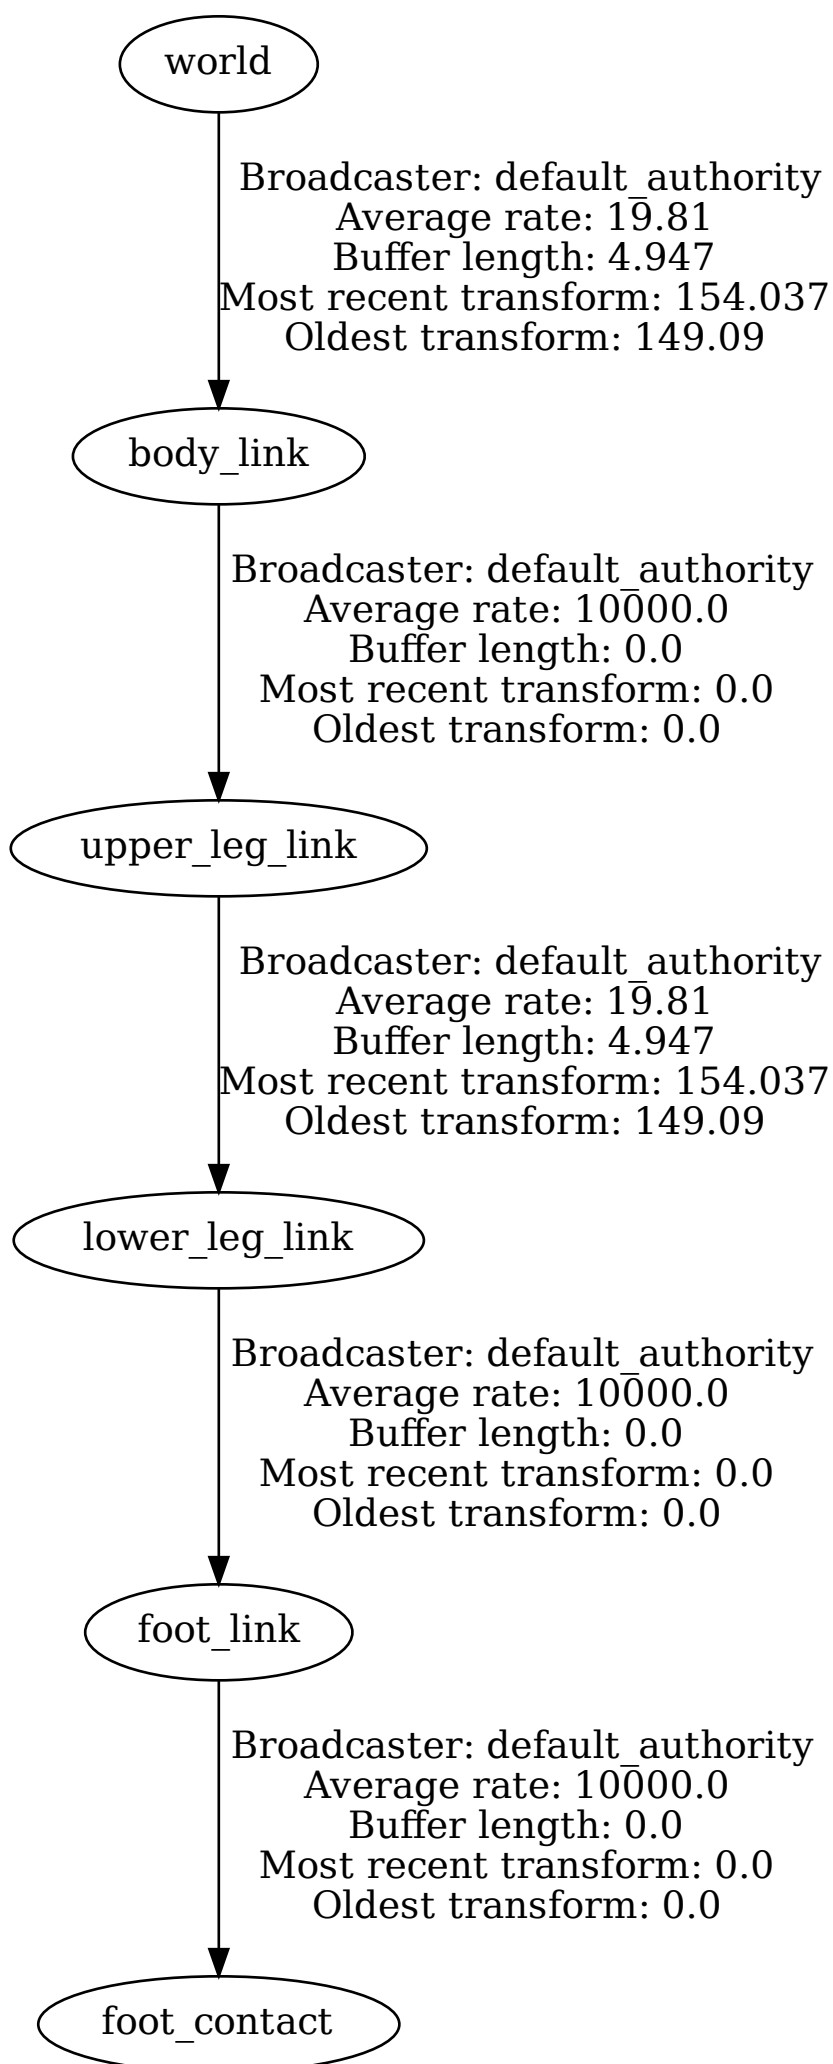 world
Broadcaster: default_authority
Average rate: 19.81
Buffer length: 4.947
Most recent transform: 154.037
Oldest transform: 149.09
body_link
Broadcaster: default_authority
Average rate: 10000.0
Buffer length: 0.0
Most recent transform: 0.0
Oldest transform: 0.0
upper_leg_link
Broadcaster: default_authority
Average rate: 19.81
Buffer length: 4.947
Most recent transform: 154.037
Oldest transform: 149.09
lower_leg_link
Broadcaster: default_authority
Average rate: 10000.0
Buffer length: 0.0
Most recent transform: 0.0
Oldest transform: 0.0
foot_link
Broadcaster: default_authority
Average rate: 10000.0
Buffer length: 0.0
Most recent transform: 0.0
Oldest transform: 0.0
foot_contact